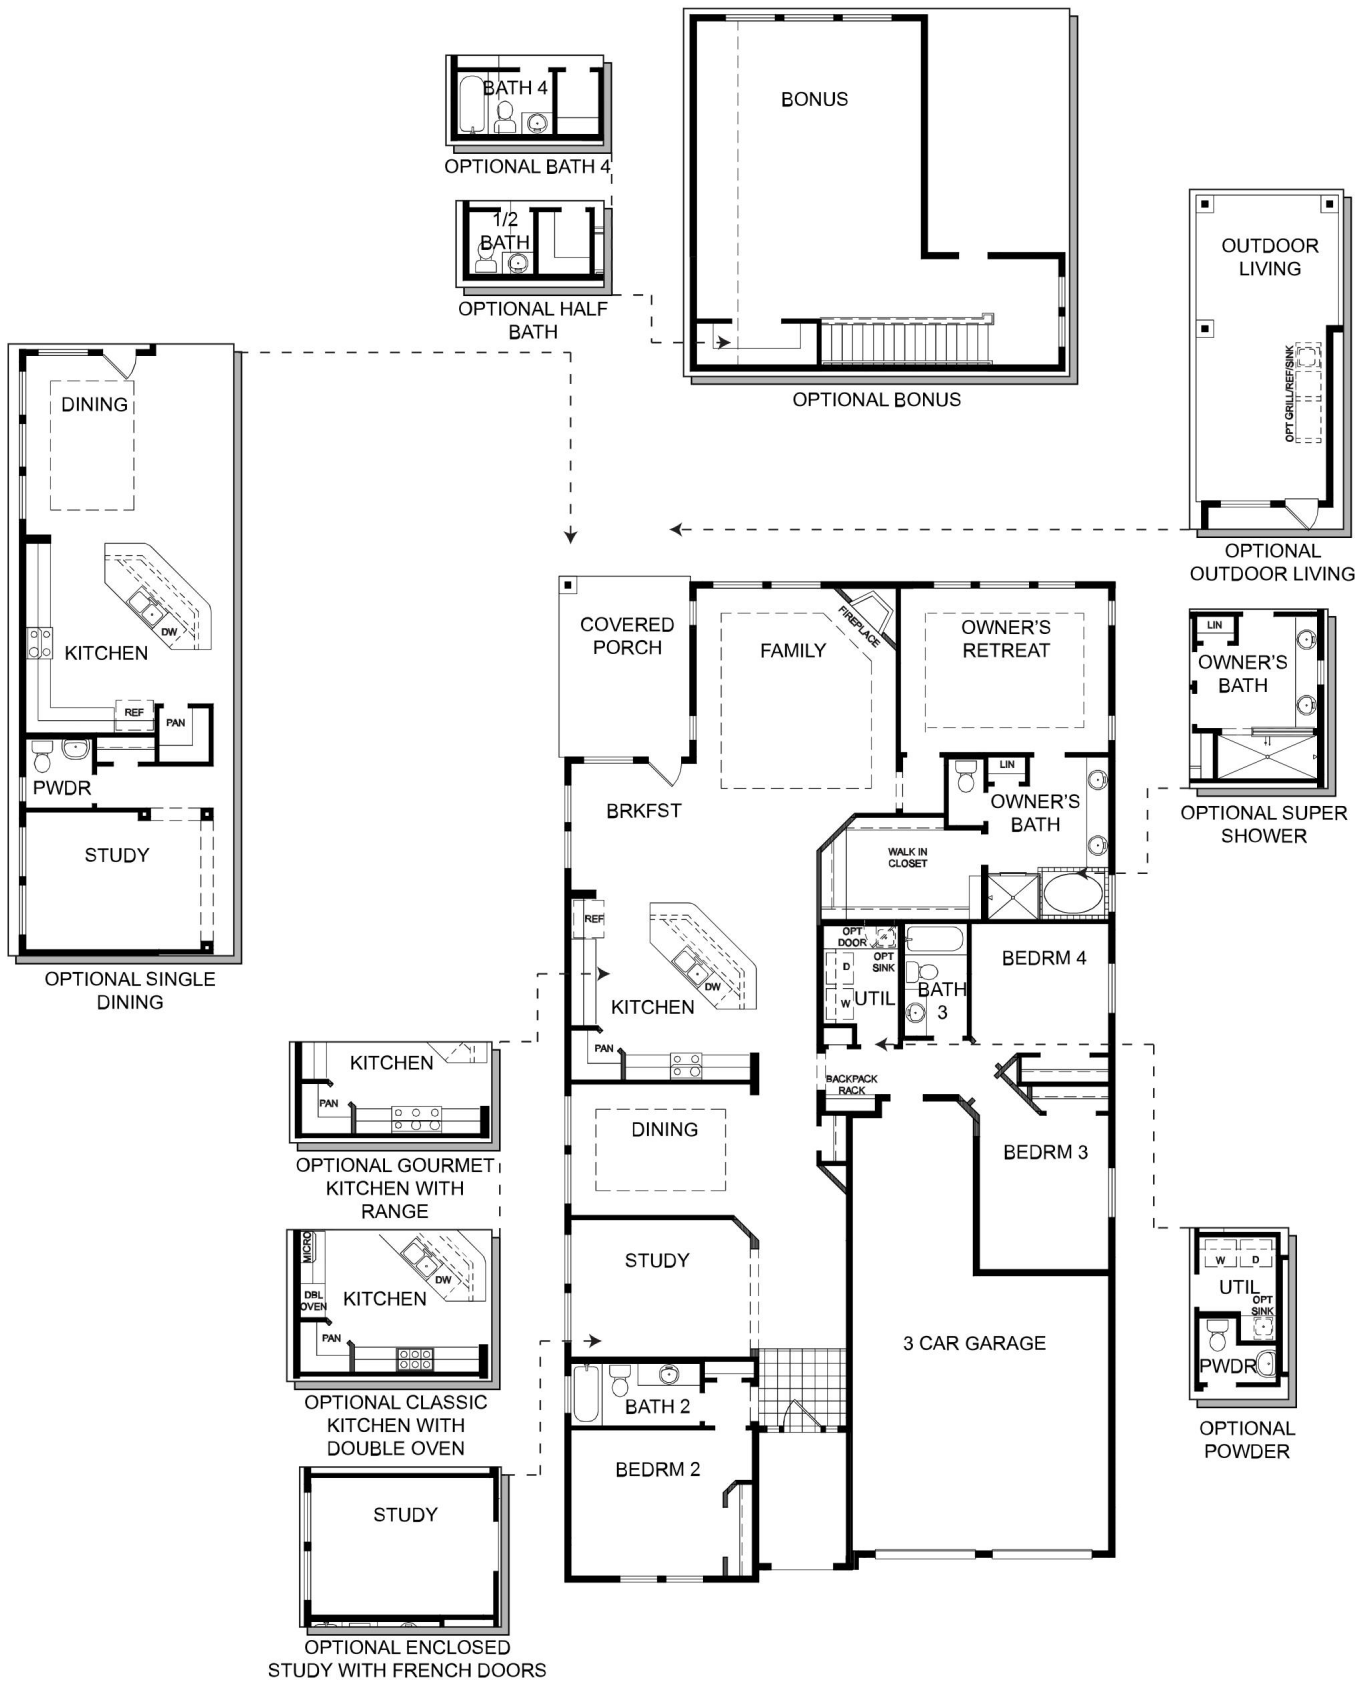 BATH 4
OPTIONAL BATH 4
1/2
BATH
OPTIONAL HALF
BATH
BONUS
OPTIONAL BONUS
OUTDOOR
LIVING
OPT GRILL/REF/SINK
OPTIONAL
OUTDOOR LIVING
DINING
DW
KITCHEN
REF
PAN
PWDR
STUDY
OPTIONAL SINGLE
DINING
COVERED
PORCH
FAMILY
FIREPLACE
OWNER'S
RETREAT
BRKFST
LIN
OWNER'S
BATH
WALK IN
CLOSET
REF
DW
KITCHEN
PAN
OPT
DOOR
OPT
SINK
D
W
UTIL
BATH
3
BEDRM 4
BACKPACK
RACK
DINING
BEDRM 3
STUDY
3 CAR GARAGE
BATH 2
BEDRM 2
LIN
OWNER'S
BATH
OPTIONAL SUPER
SHOWER
KITCHEN
PAN
OPTIONAL GOURMET
KITCHEN WITH
RANGE
MICRO
DW
DBL
OVEN
KITCHEN
PAN
OPTIONAL CLASSIC
KITCHEN WITH
DOUBLE OVEN
STUDY
OPTIONAL ENCLOSED
STUDY WITH FRENCH DOORS
W
D
UTIL
OPT
SINK
PWDR
OPTIONAL
POWDER